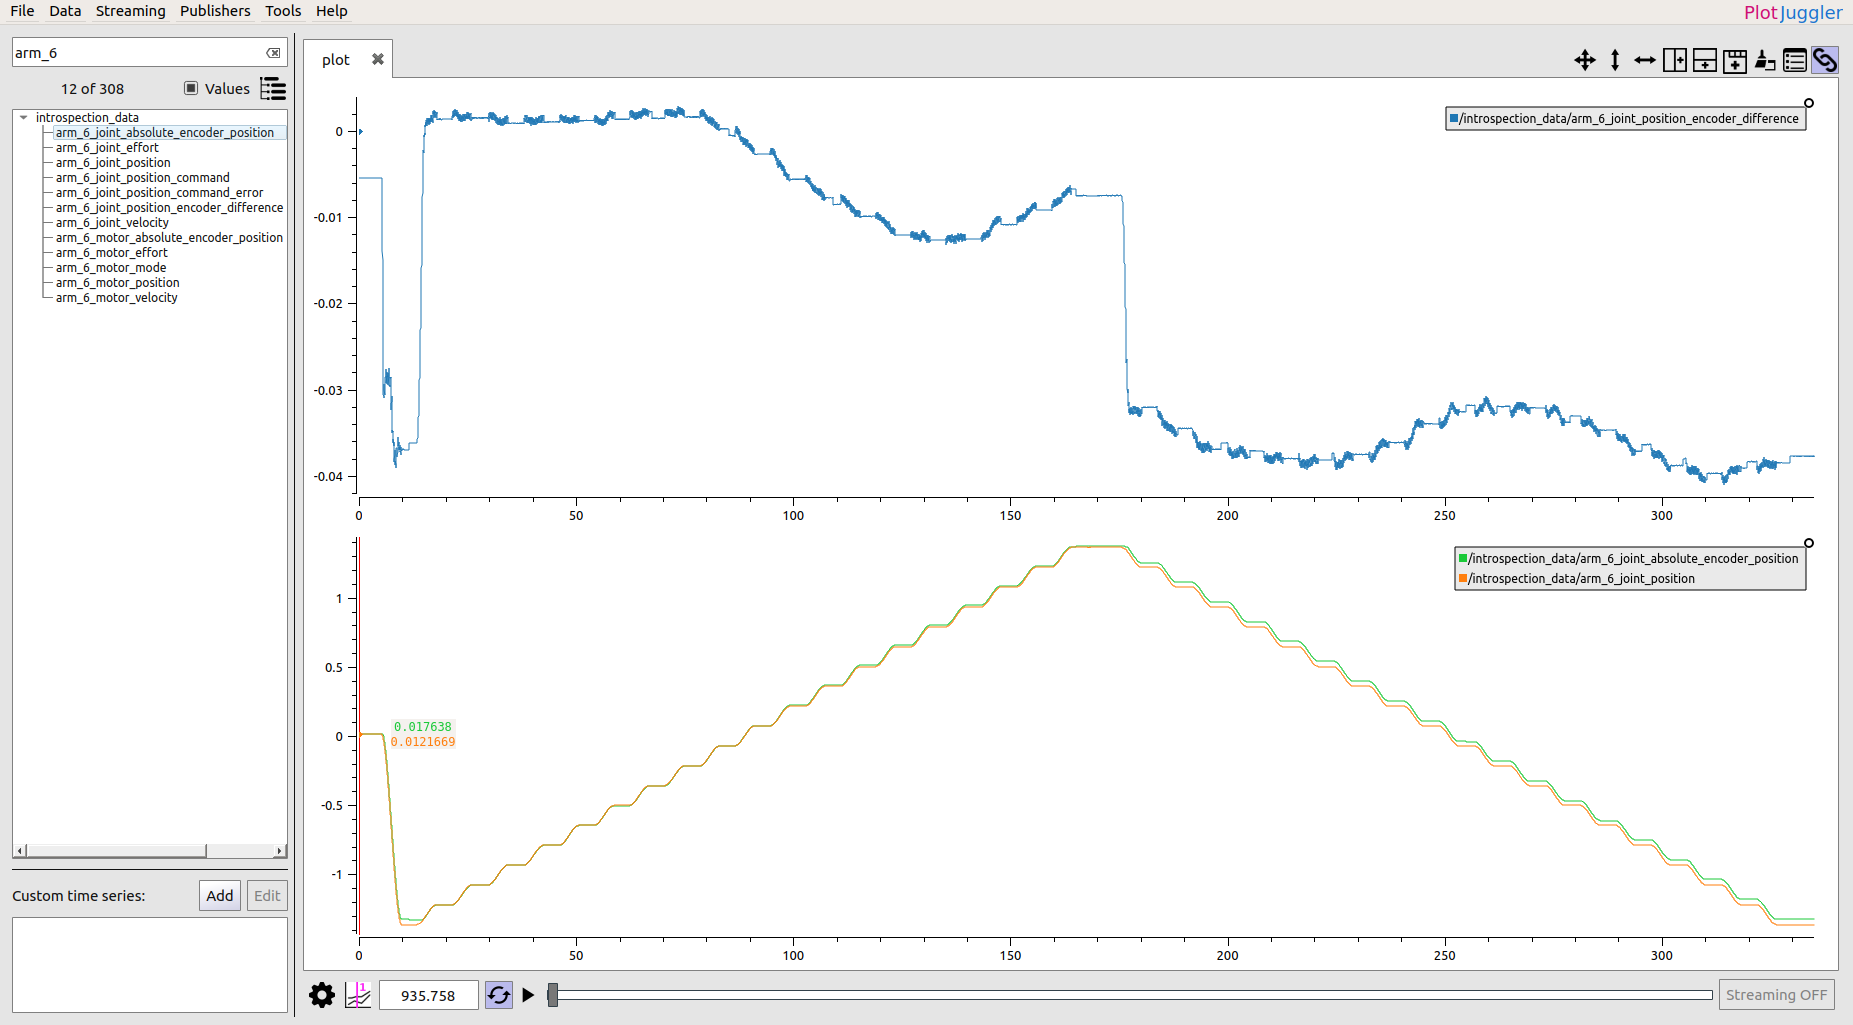 File Data Streaming Publishers Tools Help
PlotJuggler
arm_6
12 of 308
Values
introspection_data
arm_6_joint_absolute_encoder_position
arm_6_joint_effort
arm_6_joint_position
arm_6_joint_position_command
arm_6_joint_position_command_error
arm_6_joint_position_encoder_difference
arm_6_joint_velocity
arm_6_motor_absolute_encoder_position
arm_6_motor_effort
arm_6_motor_mode
arm_6_motor_position
arm_6_motor_velocity
Custom time series:
Add
Edit
plot
/introspection_data/arm_6_joint_position_encoder_difference
0
-0.01
-0.02
-0.03
-0.04
0 50 100 150 200 250 300
/introspection_data/arm_6_joint_absolute_encoder_position
/introspection_data/arm_6_joint_position
1
0.5
0
-0.5
-1
0.017638
0.0121669
0 50 100 150 200 250 300
1
935.758
Streaming OFF